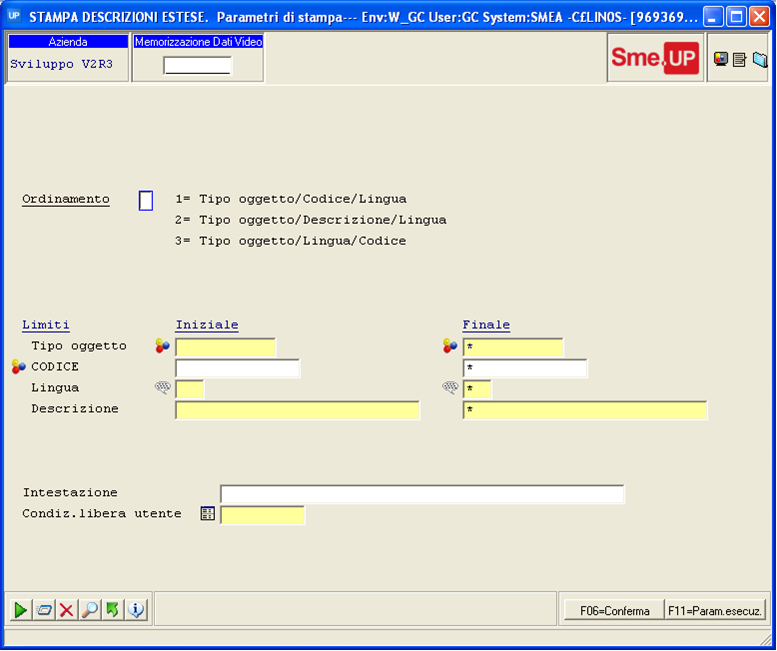 UP STAMPA DESCRIZIONI ESTESE. Parametri di stampa--- Env:W_GC User:GC System:SMEA -C£LIN0S- [969369...
Azienda
Memorizzazione Dati Video
Sviluppo V2R3
Sme.UP
Ordinamento
1= Tipo oggetto/Codice/Lingua
2= Tipo oggetto/Descrizione/Lingua
3= Tipo oggetto/Lingua/Codice
Limiti Iniziale Finale
Tipo oggetto *
CODICE *
Lingua *
Descrizione *
Intestazione
Condiz.libera utente
F06=Conferma F11=Param.esecuz.